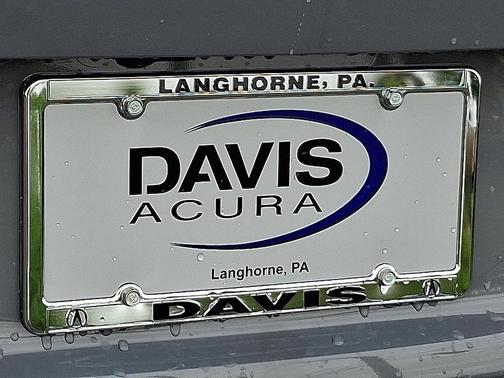 LANGHORNE, PA.
DAVIS
ACURA
Langhorne, PA
DAVIS